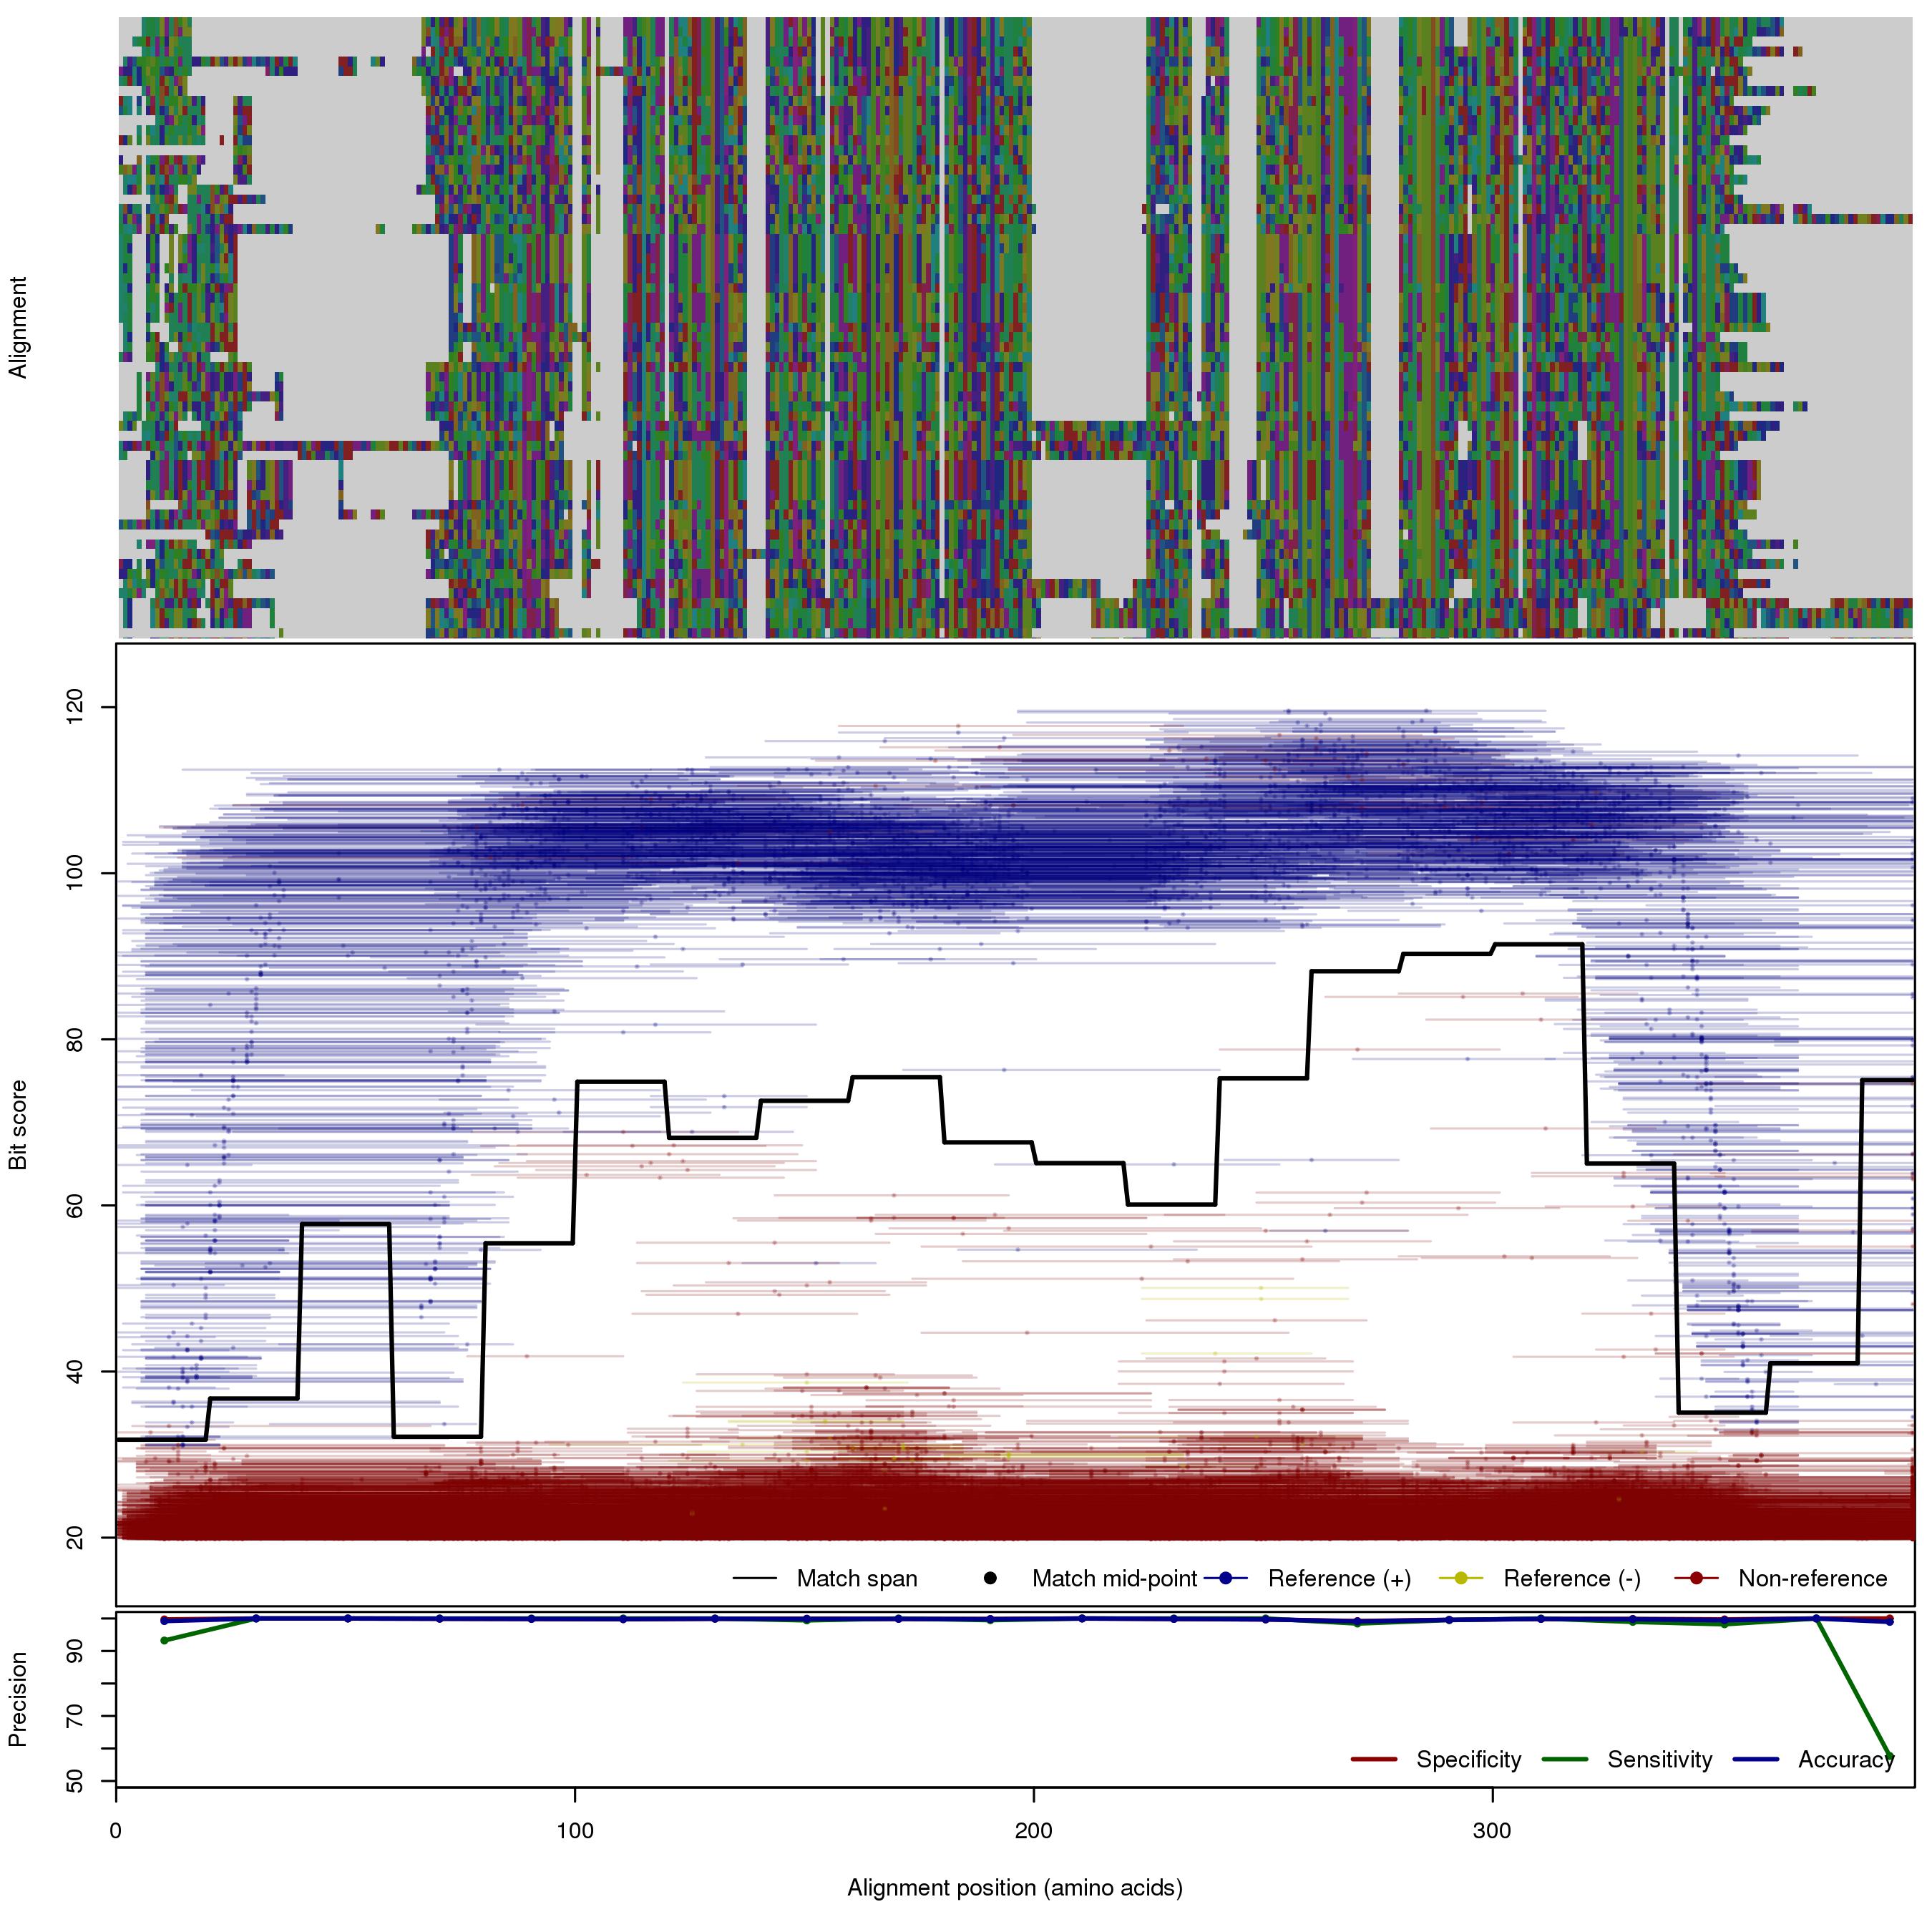 Alignment
120
100
80
60
40
20
Bit score
Match span Match mid-point Reference (+) Reference (-) Non-reference
90
70
50
Precision
Specificity Sensitivity Accuracy
0 100 200 300
Alignment position (amino acids)